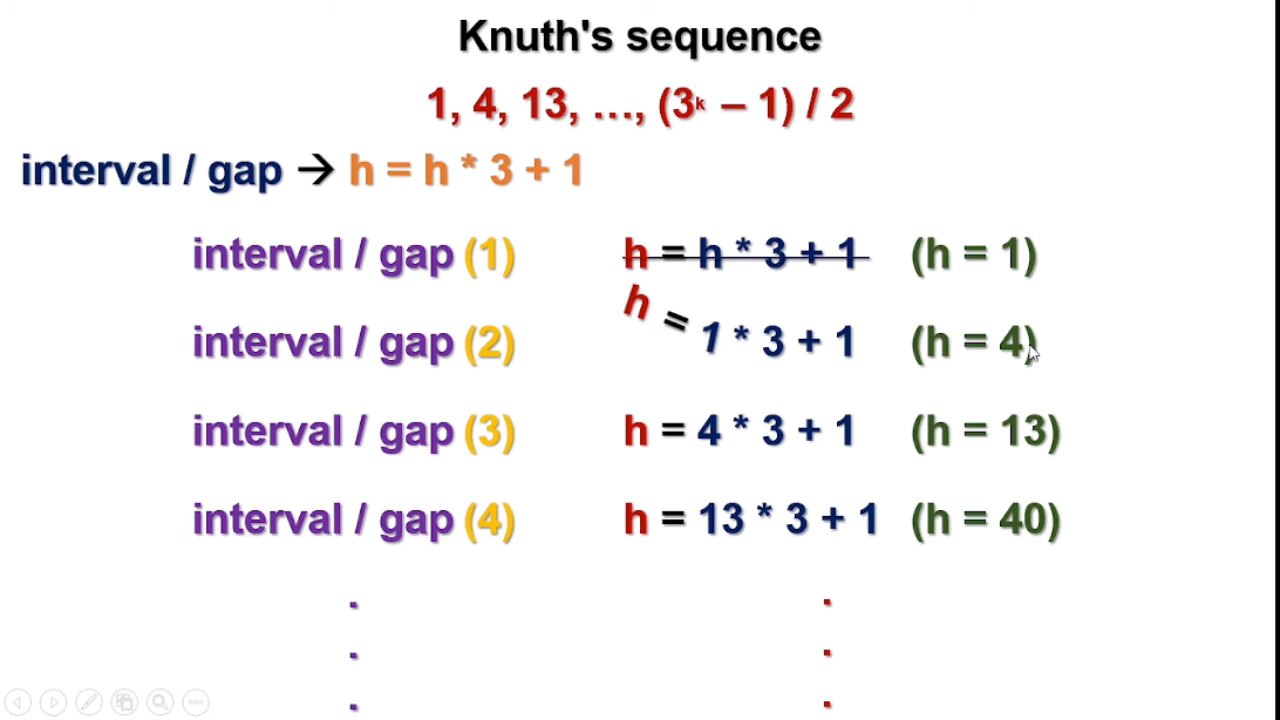 Knuth's sequence
1, 4, 13, …, (3ᵏ – 1) / 2
interval / gap → h = h * 3 + 1
interval / gap (1) h = h * 3 + 1 (h = 1)
interval / gap (2) h = 1 * 3 + 1 (h = 4)
interval / gap (3) h = 4 * 3 + 1 (h = 13)
interval / gap (4) h = 13 * 3 + 1 (h = 40)
. .
. .
. .